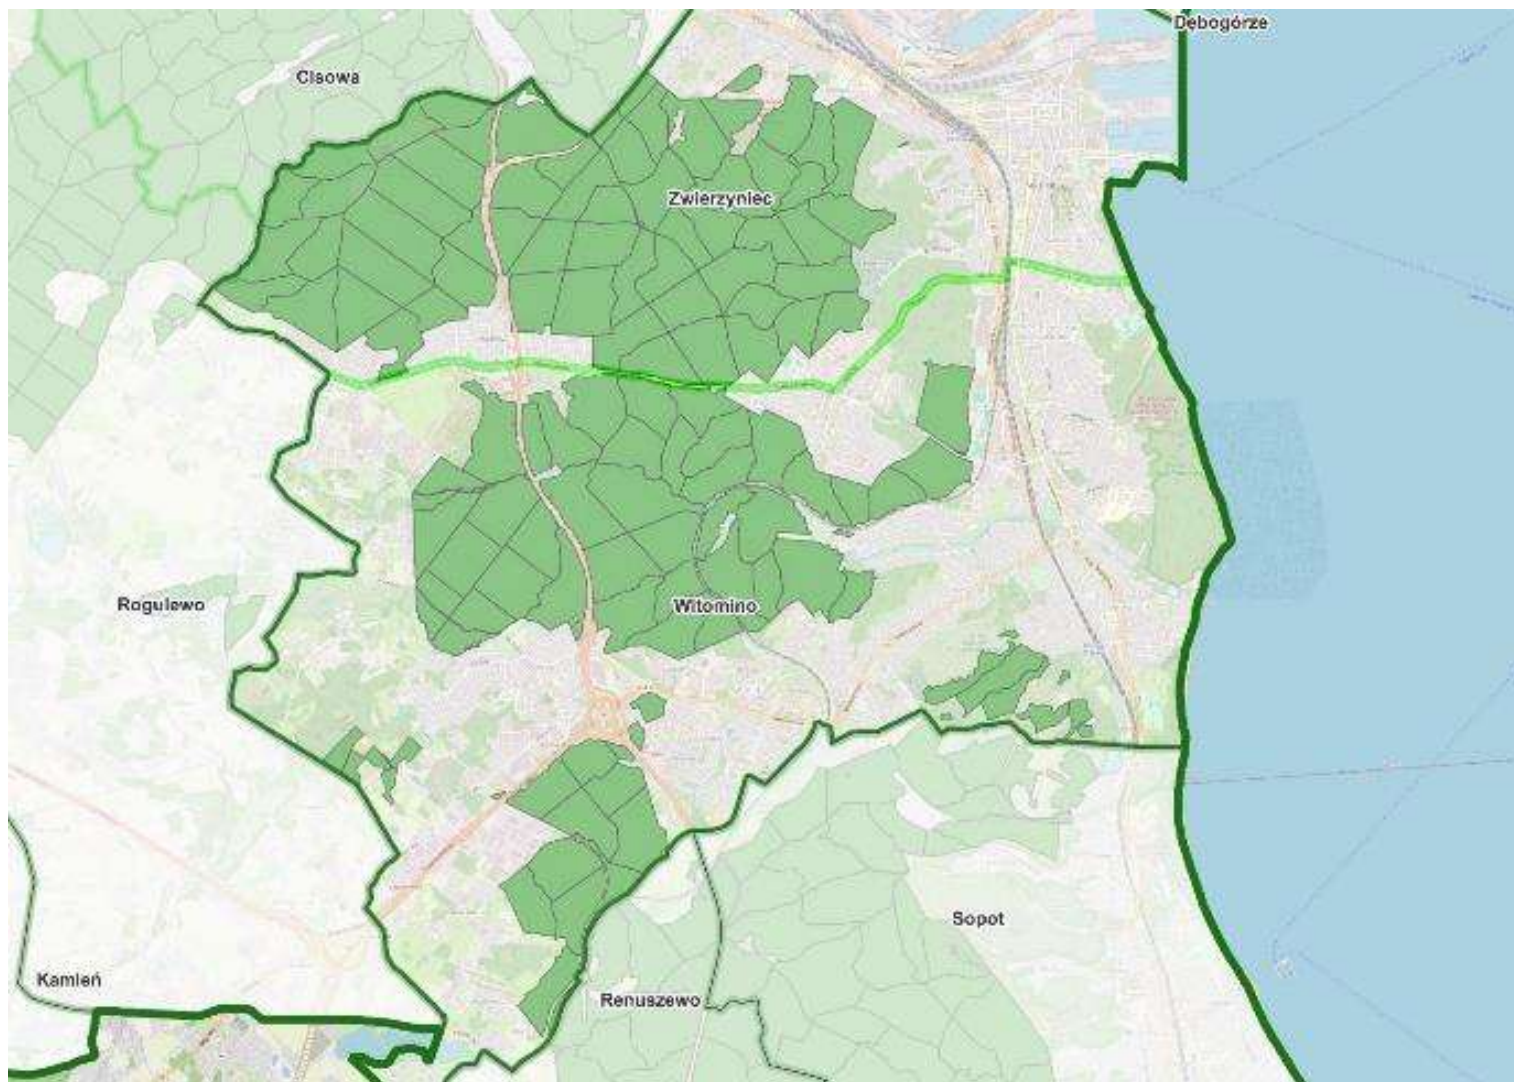 Dębogórze
Cisowa
Zwierzyniec
Rogulewo
Witomino
Sopot
Kamień
Renuszewo